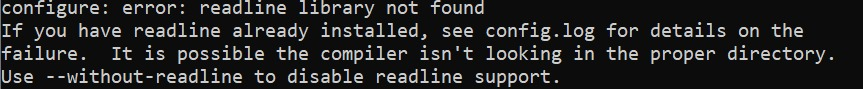 configure: error: readline library not found
If you have readline already installed, see config.log for details on the
failure.  It is possible the compiler isn't looking in the proper directory.
Use --without-readline to disable readline support.